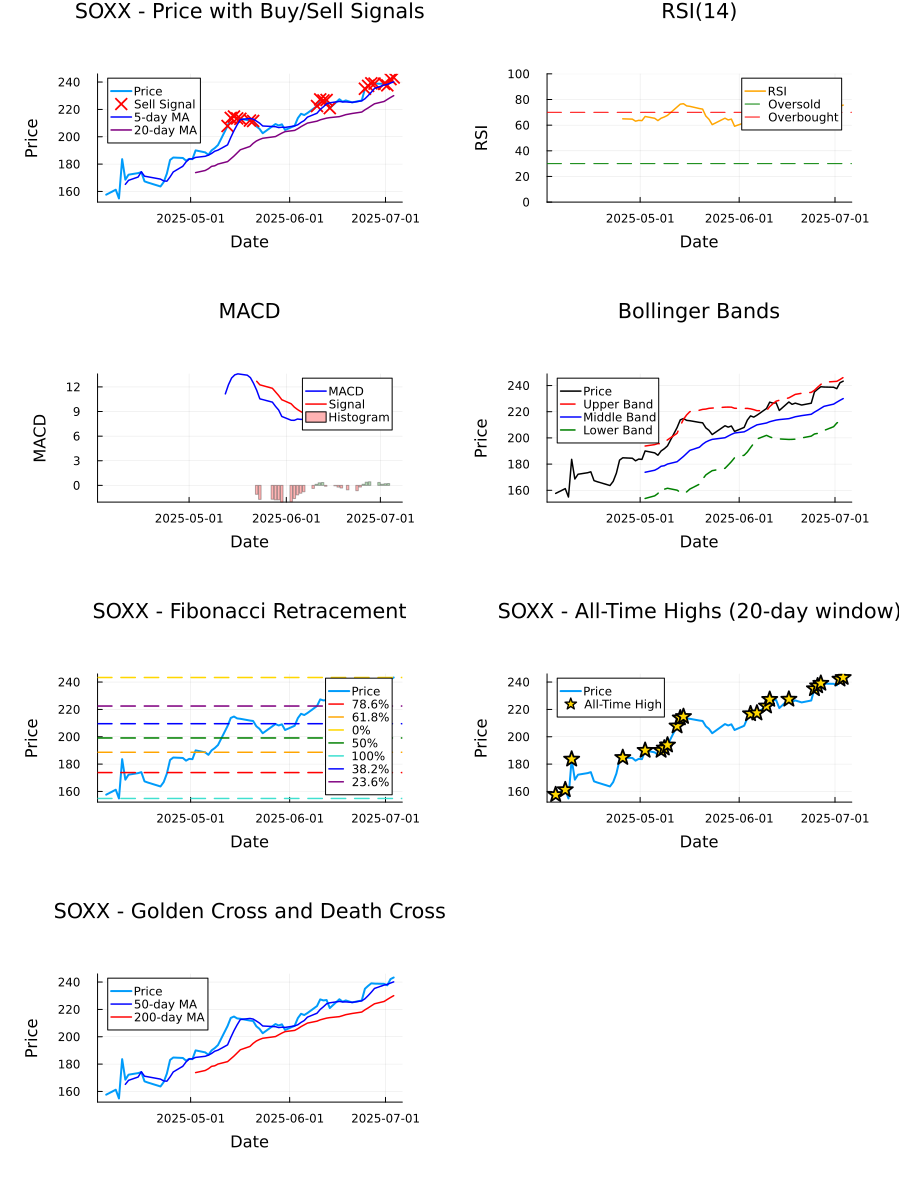 SOXX - Price with Buy/Sell Signals
Price
240
220
200
180
160
Price
Sell Signal
5-day MA
20-day MA
2025-05-01
2025-06-01
2025-07-01
Date
RSI(14)
RSI
100
80
60
40
20
0
RSI
Oversold
Overbought
2025-05-01
2025-06-01
2025-07-01
Date
MACD
MACD
12
9
6
3
0
MACD
Signal
Histogram
2025-05-01
2025-06-01
2025-07-01
Date
Bollinger Bands
Price
240
220
200
180
160
Price
Upper Band
Middle Band
Lower Band
2025-05-01
2025-06-01
2025-07-01
Date
SOXX - Fibonacci Retracement
Price
240
220
200
180
160
Price
78.6%
61.8%
0%
50%
100%
38.2%
23.6%
2025-05-01
2025-06-01
2025-07-01
Date
SOXX - All-Time Highs (20-day window)
Price
240
220
200
180
160
Price
All-Time High
2025-05-01
2025-06-01
2025-07-01
Date
SOXX - Golden Cross and Death Cross
Price
240
220
200
180
160
Price
50-day MA
200-day MA
2025-05-01
2025-06-01
2025-07-01
Date